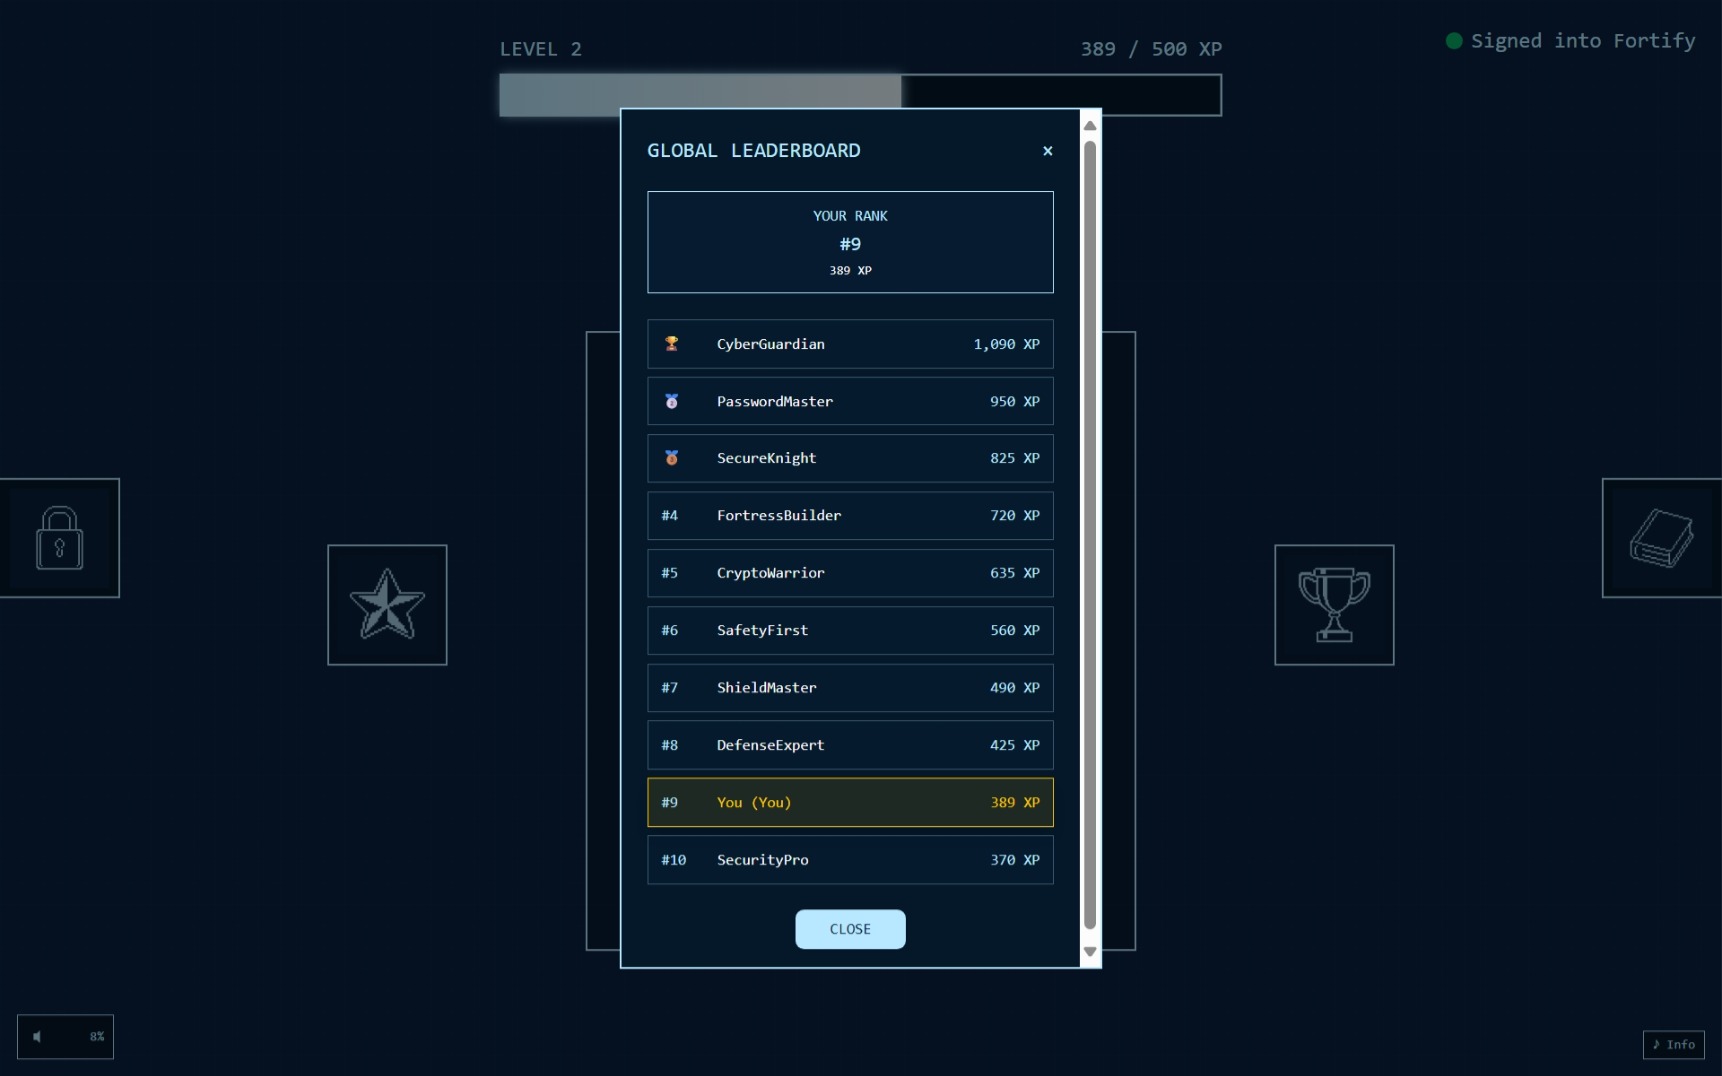 LEVEL 2
389 / 500 XP
Signed into Fortify
GLOBAL LEADERBOARD
×
YOUR RANK
#9
389 XP
CyberGuardian 1,090 XP
PasswordMaster 950 XP
SecureKnight 825 XP
#4 FortressBuilder 720 XP
#5 CryptoWarrior 635 XP
#6 SafetyFirst 560 XP
#7 ShieldMaster 490 XP
#8 DefenseExpert 425 XP
#9 You (You) 389 XP
#10 SecurityPro 370 XP
CLOSE
8%
♪ Info